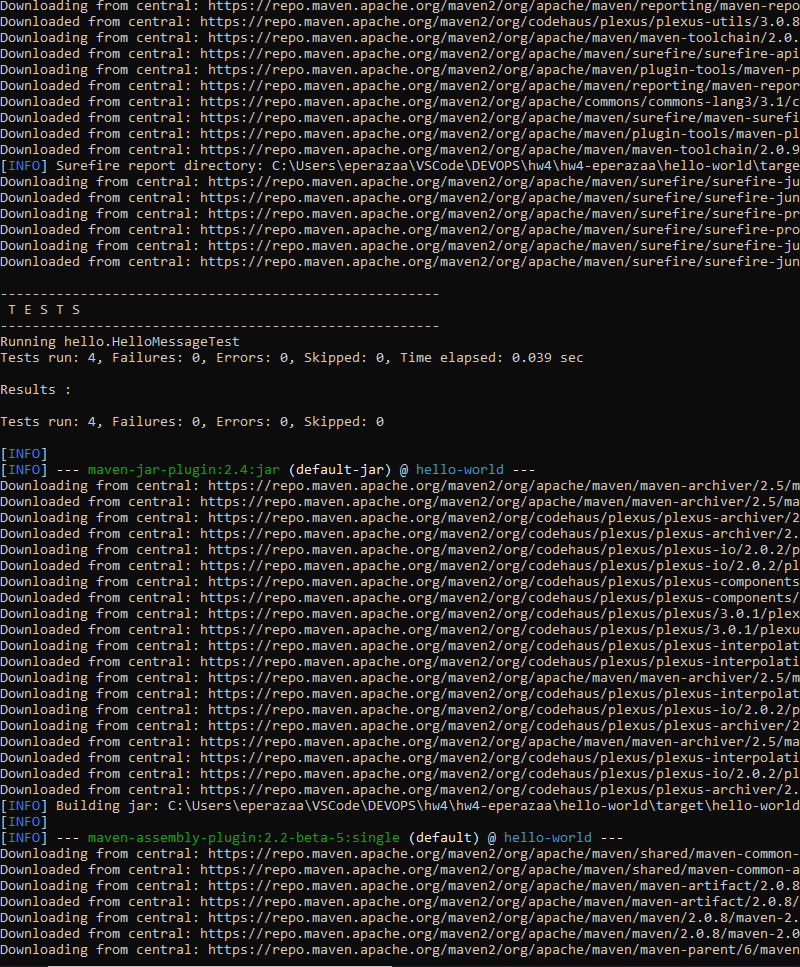 Downloading from central: https://repo.maven.apache.org/maven2/org/apache/maven/reporting/maven-repo
Downloading from central: https://repo.maven.apache.org/maven2/org/codehaus/plexus/plexus-utils/3.0.8
Downloading from central: https://repo.maven.apache.org/maven2/org/apache/maven/maven-toolchain/2.0.
Downloaded from central: https://repo.maven.apache.org/maven2/org/apache/maven/surefire/surefire-api
Downloaded from central: https://repo.maven.apache.org/maven2/org/apache/maven/plugin-tools/maven-p
Downloaded from central: https://repo.maven.apache.org/maven2/org/apache/maven/reporting/maven-repor
Downloaded from central: https://repo.maven.apache.org/maven2/org/apache/commons/commons-lang3/3.1/c
Downloaded from central: https://repo.maven.apache.org/maven2/org/apache/maven/surefire/maven-surefi
Downloaded from central: https://repo.maven.apache.org/maven2/org/apache/maven/plugin-tools/maven-pl
Downloaded from central: https://repo.maven.apache.org/maven2/org/apache/maven/maven-toolchain/2.0.9
[INFO] Surefire report directory: C:\Users\eperazaa\VSCode\DEVOPS\hw4\hw4-eperazaa\hello-world\targe
Downloading from central: https://repo.maven.apache.org/maven2/org/apache/maven/surefire/surefire-ju
Downloaded from central: https://repo.maven.apache.org/maven2/org/apache/maven/surefire/surefire-jun
Downloading from central: https://repo.maven.apache.org/maven2/org/apache/maven/surefire/surefire-pr
Downloaded from central: https://repo.maven.apache.org/maven2/org/apache/maven/surefire/surefire-pro
Downloading from central: https://repo.maven.apache.org/maven2/org/apache/maven/surefire/surefire-ju
Downloaded from central: https://repo.maven.apache.org/maven2/org/apache/maven/surefire/surefire-jun
-------------------------------------------------------
T E S T S
-------------------------------------------------------
Running hello.HelloMessageTest
Tests run: 4, Failures: 0, Errors: 0, Skipped: 0, Time elapsed: 0.039 sec
Results :
Tests run: 4, Failures: 0, Errors: 0, Skipped: 0
[INFO]
[INFO] --- maven-jar-plugin:2.4:jar (default-jar) @ hello-world ---
Downloading from central: https://repo.maven.apache.org/maven2/org/apache/maven/maven-archiver/2.5/m
Downloaded from central: https://repo.maven.apache.org/maven2/org/apache/maven/maven-archiver/2.5/ma
Downloading from central: https://repo.maven.apache.org/maven2/org/codehaus/plexus/plexus-archiver/2
Downloaded from central: https://repo.maven.apache.org/maven2/org/codehaus/plexus/plexus-archiver/2.
Downloading from central: https://repo.maven.apache.org/maven2/org/codehaus/plexus/plexus-io/2.0.2/p
Downloaded from central: https://repo.maven.apache.org/maven2/org/codehaus/plexus/plexus-io/2.0.2/pl
Downloading from central: https://repo.maven.apache.org/maven2/org/codehaus/plexus/plexus-components
Downloaded from central: https://repo.maven.apache.org/maven2/org/codehaus/plexus/plexus-components/
Downloading from central: https://repo.maven.apache.org/maven2/org/codehaus/plexus/plexus/3.0.1/plex
Downloaded from central: https://repo.maven.apache.org/maven2/org/codehaus/plexus/plexus/3.0.1/plexu
Downloading from central: https://repo.maven.apache.org/maven2/org/codehaus/plexus/plexus-interpolat
Downloaded from central: https://repo.maven.apache.org/maven2/org/codehaus/plexus/plexus-interpolati
Downloading from central: https://repo.maven.apache.org/maven2/org/apache/maven/maven-archiver/2.5/m
Downloading from central: https://repo.maven.apache.org/maven2/org/codehaus/plexus/plexus-interpolat
Downloading from central: https://repo.maven.apache.org/maven2/org/codehaus/plexus/plexus-io/2.0.2/p
Downloading from central: https://repo.maven.apache.org/maven2/org/codehaus/plexus/plexus-archiver/2
Downloaded from central: https://repo.maven.apache.org/maven2/org/apache/maven/maven-archiver/2.5/ma
Downloaded from central: https://repo.maven.apache.org/maven2/org/codehaus/plexus/plexus-interpolati
Downloaded from central: https://repo.maven.apache.org/maven2/org/codehaus/plexus/plexus-io/2.0.2/pl
Downloaded from central: https://repo.maven.apache.org/maven2/org/codehaus/plexus/plexus-archiver/2.
[INFO] Building jar: C:\Users\eperazaa\VSCode\DEVOPS\hw4\hw4-eperazaa\hello-world\target\hello-world
[INFO]
[INFO] --- maven-assembly-plugin:2.2-beta-5:single (default) @ hello-world ---
Downloading from central: https://repo.maven.apache.org/maven2/org/apache/maven/shared/maven-common-
Downloaded from central: https://repo.maven.apache.org/maven2/org/apache/maven/shared/maven-common-a
Downloading from central: https://repo.maven.apache.org/maven2/org/apache/maven/maven-artifact/2.0.8
Downloaded from central: https://repo.maven.apache.org/maven2/org/apache/maven/maven-artifact/2.0.8/
Downloading from central: https://repo.maven.apache.org/maven2/org/apache/maven/maven/2.0.8/maven-2.
Downloaded from central: https://repo.maven.apache.org/maven2/org/apache/maven/maven/2.0.8/maven-2.0
Downloading from central: https://repo.maven.apache.org/maven2/org/apache/maven/maven-parent/6/maven